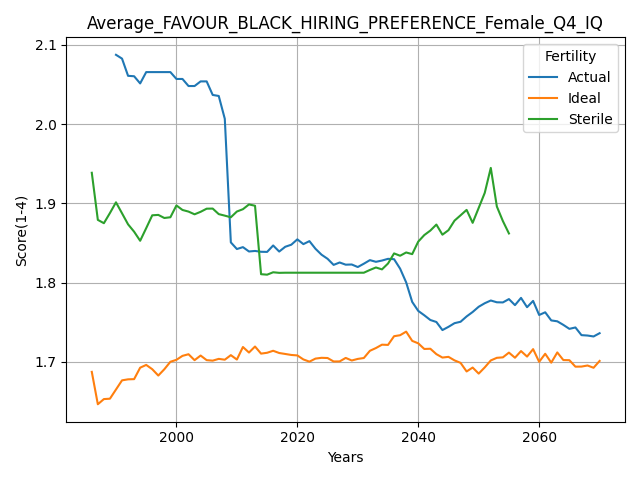 Average_FAVOUR_BLACK_HIRING_PREFERENCE_Female_Q4_IQ
Fertility
Actual
Ideal
Sterile
Score(1-4)
2.1
2.0
1.9
1.8
1.7
2000
2020
2040
2060
Years